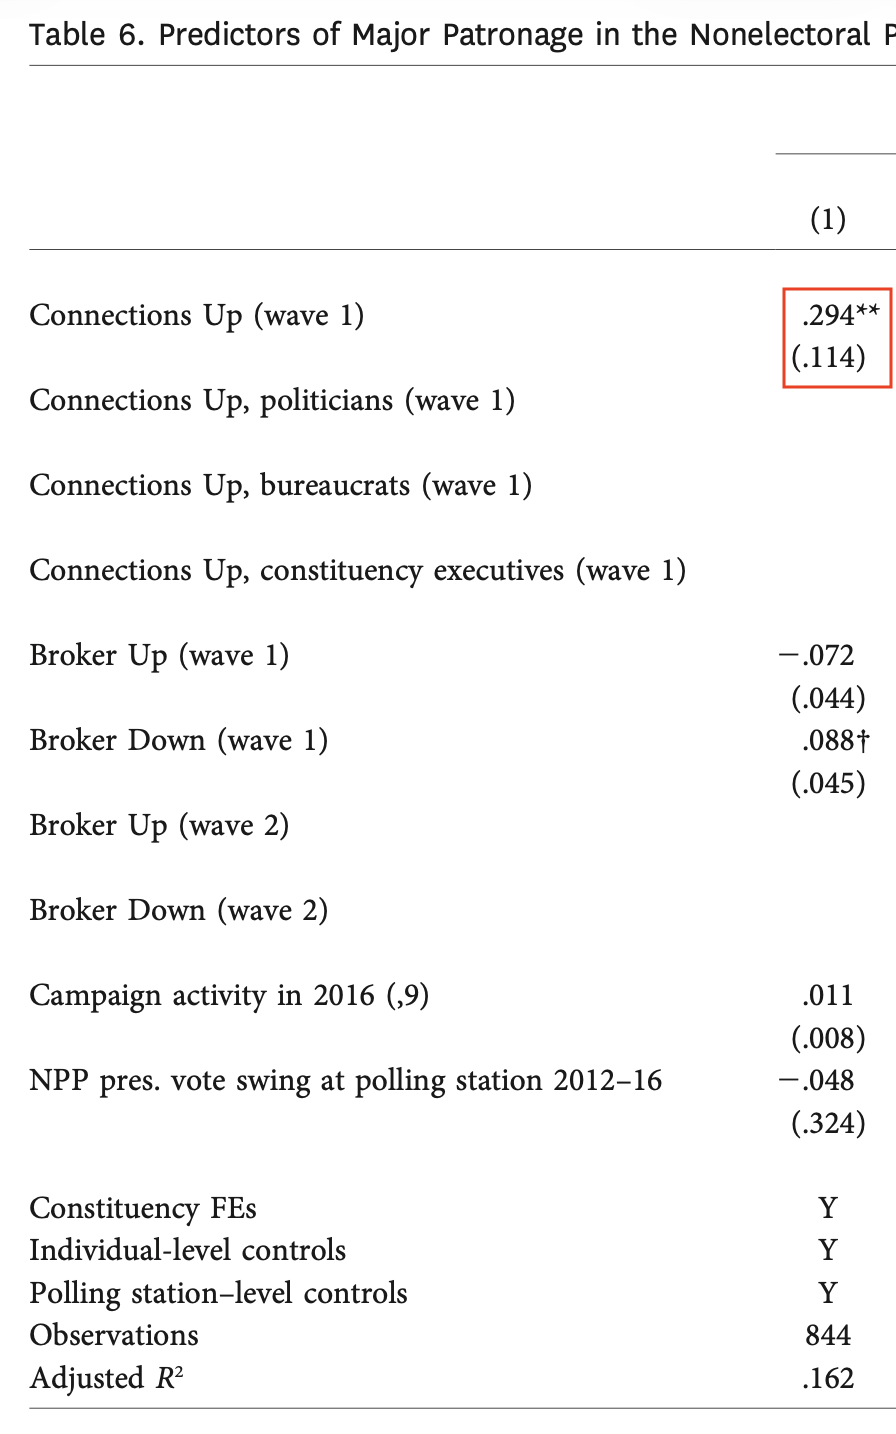 Table 6. Predictors of Major Patronage in the Nonelectoral
(1)
Connections Up (wave 1) .294**
(.114)
Connections Up, politicians (wave 1)
Connections Up, bureaucrats (wave 1)
Connections Up, constituency executives (wave 1)
Broker Up (wave 1) −.072
(.044)
Broker Down (wave 1) .088†
(.045)
Broker Up (wave 2)
Broker Down (wave 2)
Campaign activity in 2016 (,9) .011
(.008)
NPP pres. vote swing at polling station 2012–16 −.048
(.324)
Constituency FEs Y
Individual-level controls Y
Polling station–level controls Y
Observations 844
Adjusted R² .162